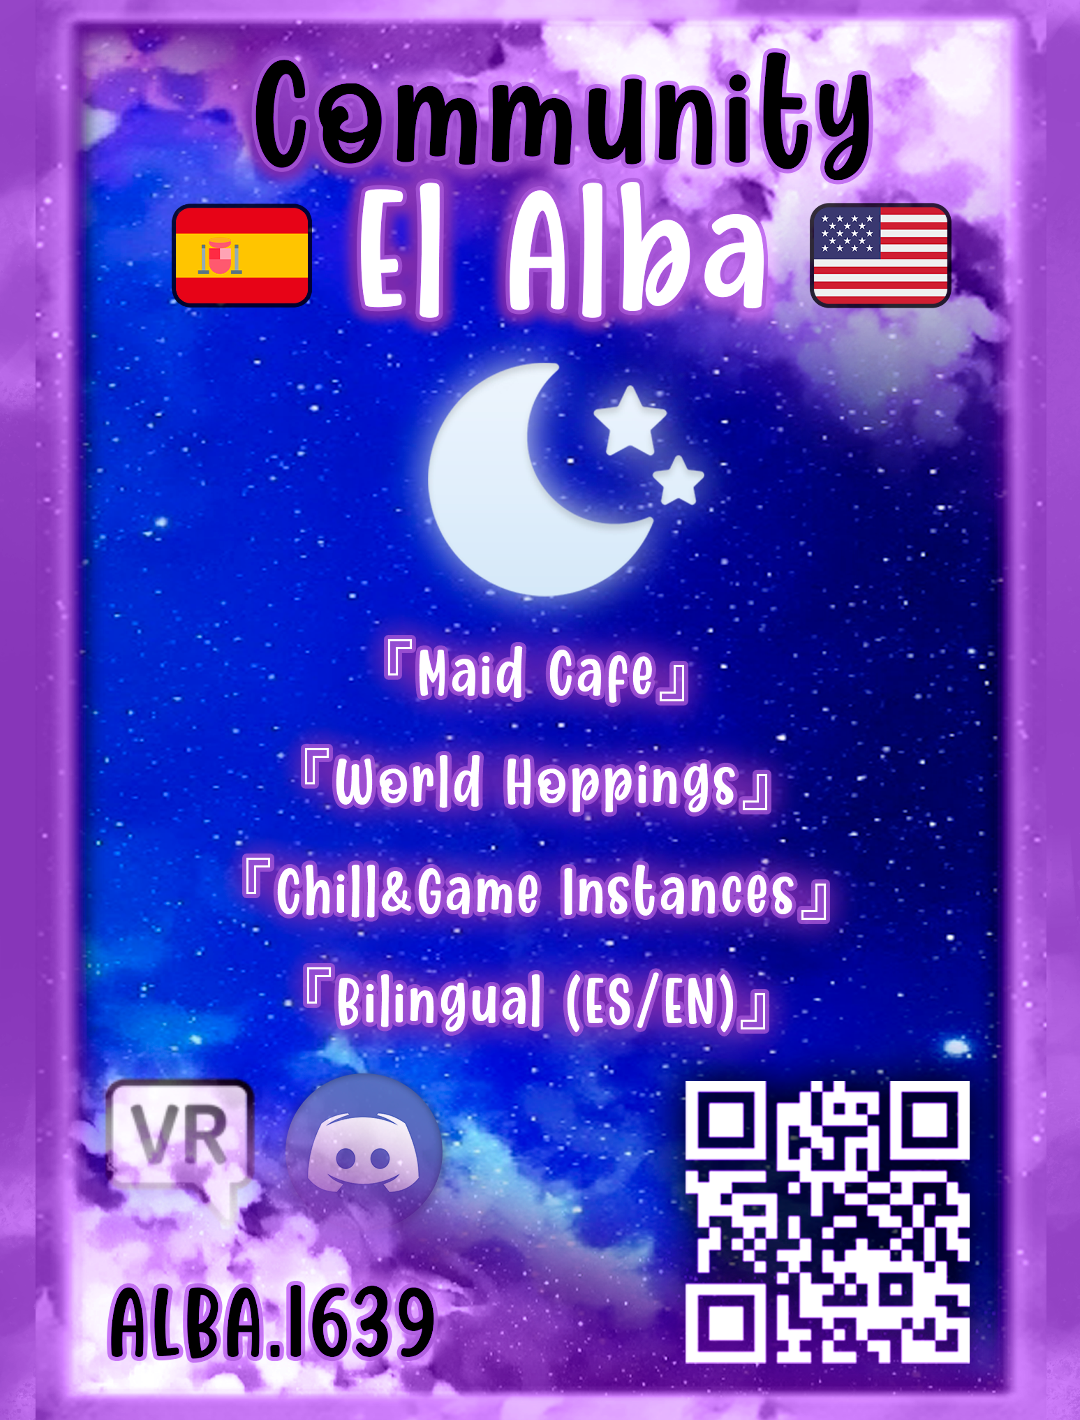 Community
El Alba
『Maid Cafe』
『World Hoppings』
『Chill&Game Instances』
『Bilingual (ES/EN)』
VR
ALBA.1639